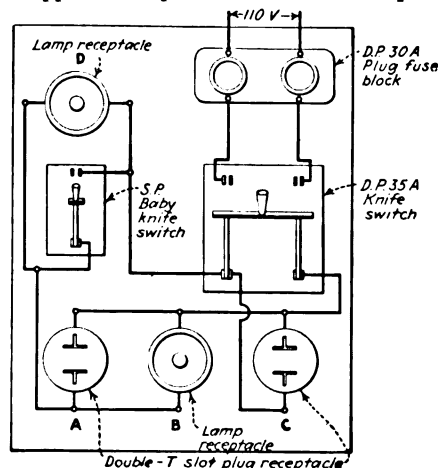 110 V
Lamp receptacle
D
D.P. 30 A
Plug fuse
block
S.P.
Baby
knife
switch
D.P. 35 A
Knife
switch
A
B
C
Lamp
receptacle
Double-T slot plug receptacle